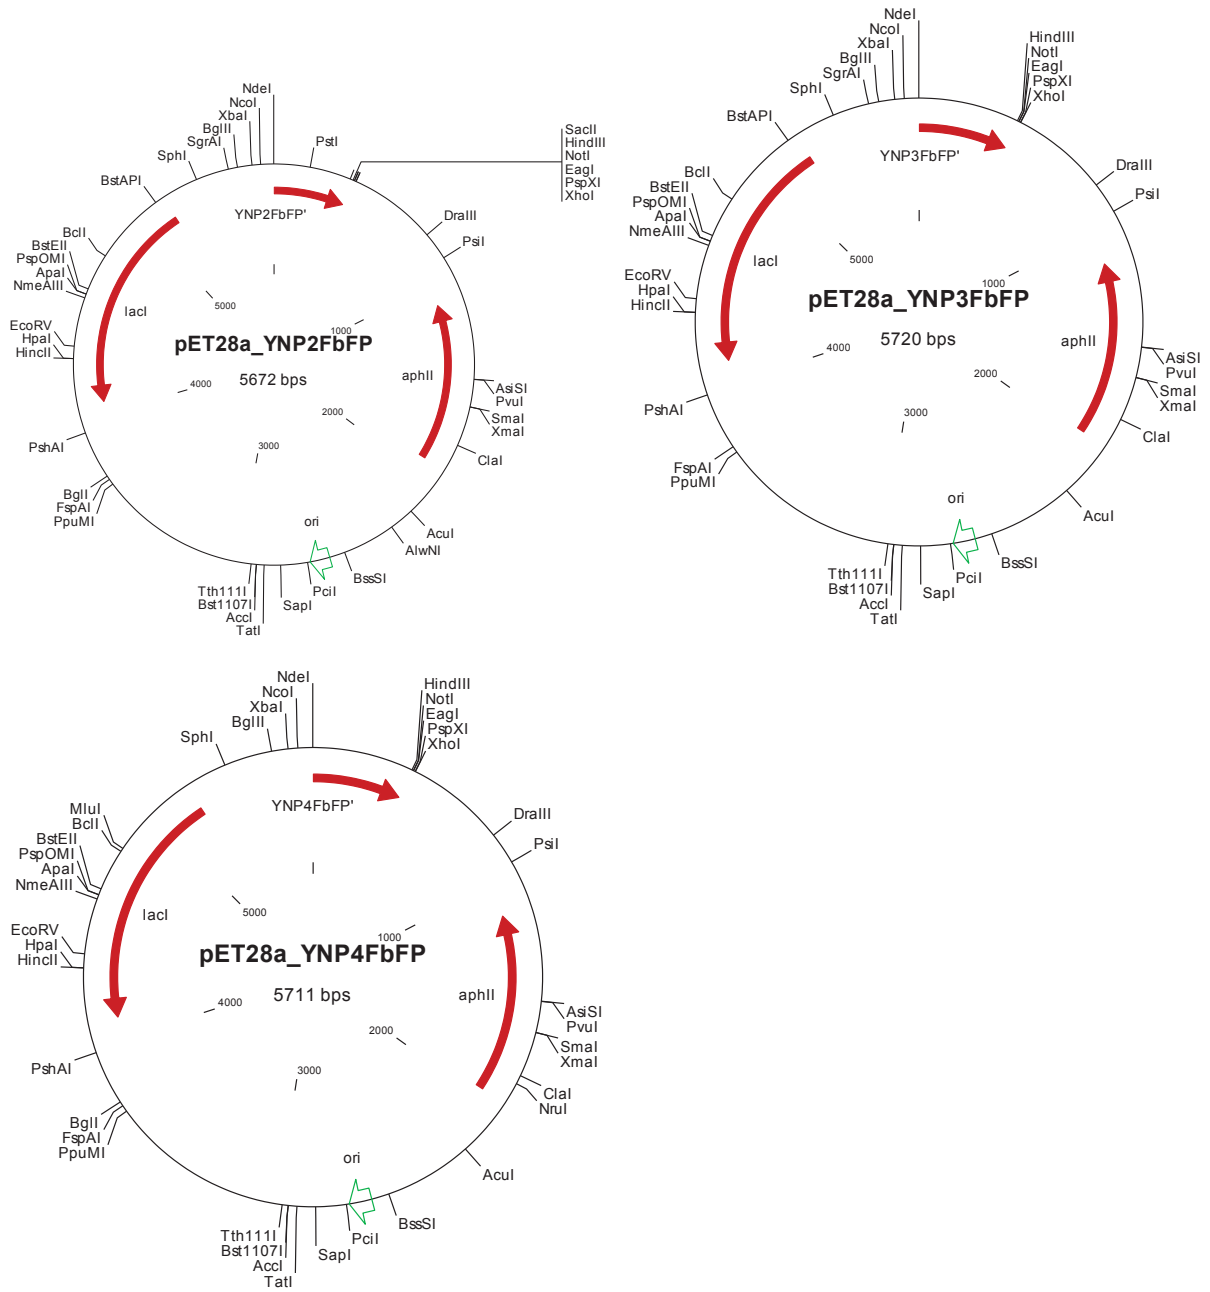 NdeI
NcoI
XbaI
BglII
SgrAI
SphI
BstAPI
BclI
BstEII
PspOMI
ApaI
NmeAIII
EcoRV
HpaI
HincII
PshAI
BglI
FspAI
PpuMI
Tth111I
Bst1107I
AccI
TatI
SapI
PciI
BssSI
AlwNI
AcuI
ClaI
XmaI
SmaI
PvuI
AsiSI
PsiI
DraIII
PstI
SacII
HindIII
NotI
EagI
PspXI
XhoI
YNP2FbFP'
lacI
aphII
ori
I
1000
2000
3000
4000
5000
pET28a_YNP2FbFP
5672 bps
NdeI
NcoI
XbaI
BglII
SgrAI
SphI
BstAPI
BclI
BstEII
PspOMI
ApaI
NmeAIII
EcoRV
HpaI
HincII
PshAI
FspAI
PpuMI
Tth111I
Bst1107I
AccI
TatI
SapI
PciI
BssSI
AcuI
ClaI
XmaI
SmaI
PvuI
AsiSI
PsiI
DraIII
HindIII
NotI
EagI
PspXI
XhoI
YNP3FbFP'
lacI
aphII
ori
I
1000
2000
3000
4000
5000
pET28a_YNP3FbFP
5720 bps
NdeI
NcoI
XbaI
BglII
SphI
MluI
BclI
BstEII
PspOMI
ApaI
NmeAIII
EcoRV
HpaI
HincII
PshAI
BglI
FspAI
PpuMI
Tth111I
Bst1107I
AccI
TatI
SapI
PciI
BssSI
AcuI
NruI
ClaI
XmaI
SmaI
PvuI
AsiSI
PsiI
DraIII
HindIII
NotI
EagI
PspXI
XhoI
YNP4FbFP'
lacI
aphII
ori
I
1000
2000
3000
4000
5000
pET28a_YNP4FbFP
5711 bps